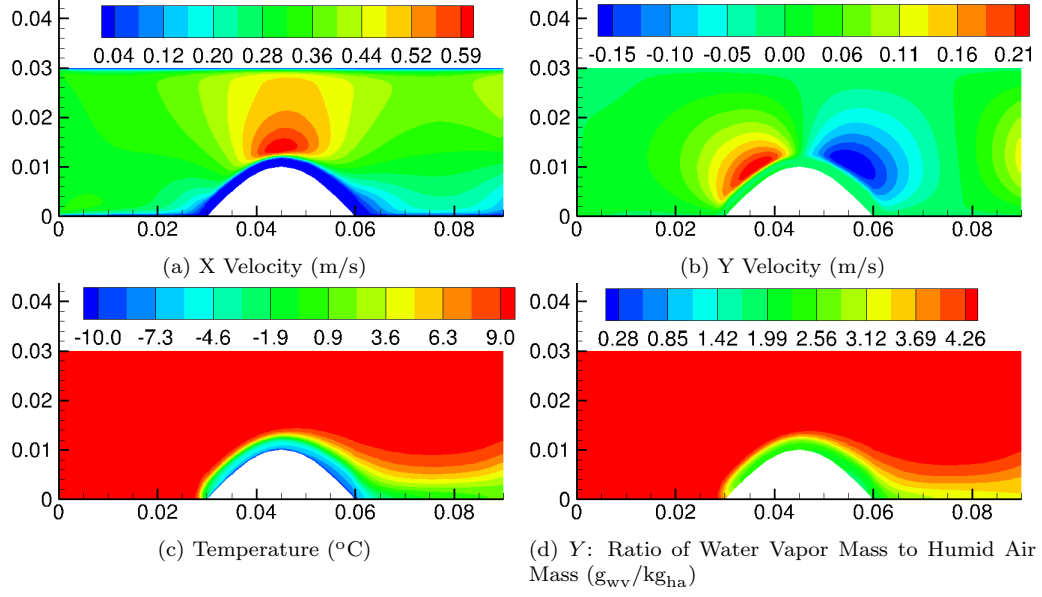 0.04 0.12 0.20 0.28 0.36 0.44 0.52 0.59
0.04
0.03
0.02
0.01
0
0 0.02 0.04 0.06 0.08
(a) X Velocity (m/s)
-0.15 -0.10 -0.05 0.00 0.06 0.11 0.16 0.21
0.04
0.03
0.02
0.01
0
0 0.02 0.04 0.06 0.08
(b) Y Velocity (m/s)
-10.0 -7.3 -4.6 -1.9 0.9 3.6 6.3 9.0
0.04
0.03
0.02
0.01
0
0 0.02 0.04 0.06 0.08
(c) Temperature (°C)
0.28 0.85 1.42 1.99 2.56 3.12 3.69 4.26
0.04
0.03
0.02
0.01
0
0 0.02 0.04 0.06 0.08
(d) Y: Ratio of Water Vapor Mass to Humid Air
Mass (g_wv/kg_ha)